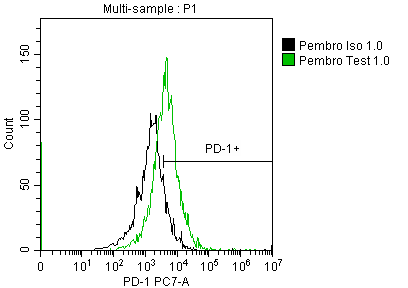 Multi-sample : P1
Pembro Iso 1.0
Pembro Test 1.0
150
100
50
0
Count
PD-1+
0 10¹ 10² 10³ 10⁴ 10⁵ 10⁶ 10⁷
PD-1 PC7-A